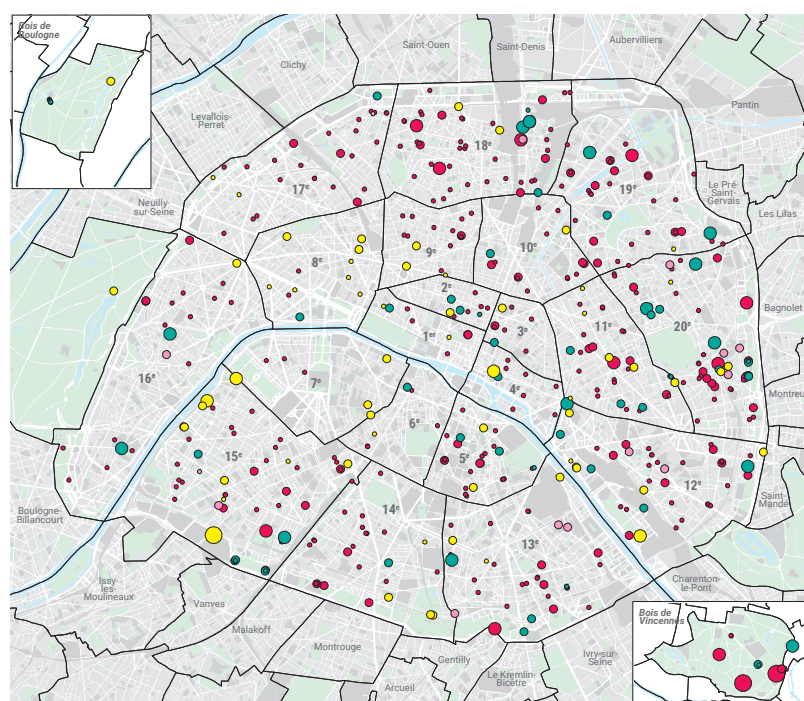 Bois de
Boulogne
Saint-Ouen
Saint-Denis
Aubervilliers
Clichy
Pantin
Levallois-
Perret
18e
17e
19e
Le Pré-
Saint-
Gervais
Neuilly-
sur-Seine
Les Lilas
9e
10e
8e
2e
Bagnolet
1er
3e
11e
20e
16e
7e
4e
Montreuil
6e
15e
5e
12e
Saint-
Mandé
Boulogne-
Billancourt
14e
13e
Issy-
les-
Moulineaux
Charenton-
le-Pont
Vanves
Malakoff
Bois de
Vincennes
Montrouge
Gentilly
Ivry-sur-
Seine
Le Kremlin-
Bicêtre
Arcueil